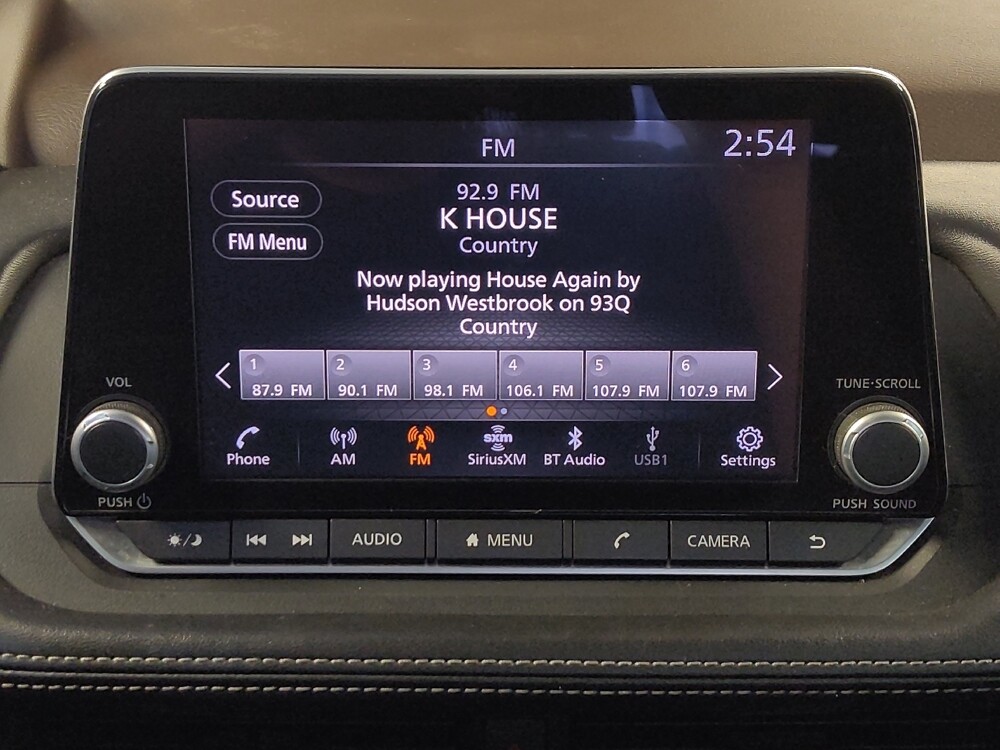 FM
2:54
Source
FM Menu
92.9 FM
K HOUSE
Country
Now playing House Again by
Hudson Westbrook on 93Q
Country
1 2 3 4 5 6
87.9 FM 90.1 FM 98.1 FM 106.1 FM 107.9 FM 107.9 FM
VOL
TUNE·SCROLL
sxm
Phone AM FM SiriusXM BT Audio USB1 Settings
PUSH
PUSH SOUND
AUDIO MENU CAMERA